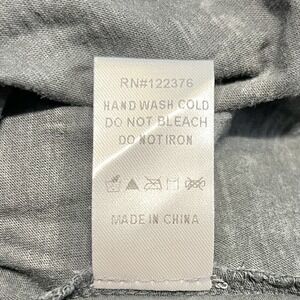 RN#122376
HAND WASH COLD
DO NOT BLEACH
DO NOT IRON
MADE IN CHINA